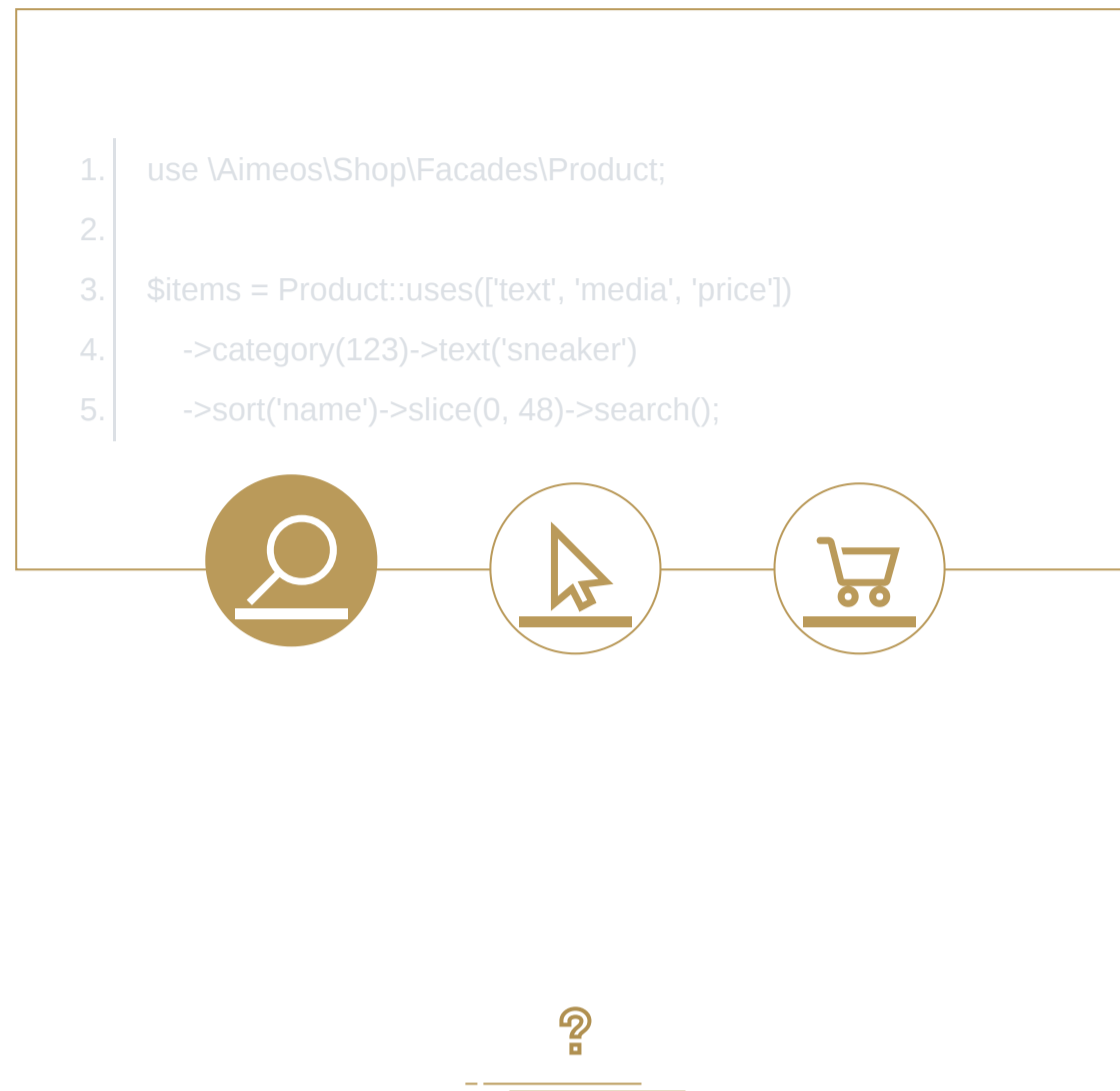 1. use \Aimeos\Shop\Facades\Product;
2.
3. $items = Product::uses(['text', 'media', 'price'])
4. ->category(123)->text('sneaker')
5. ->sort('name')->slice(0, 48)->search();
?